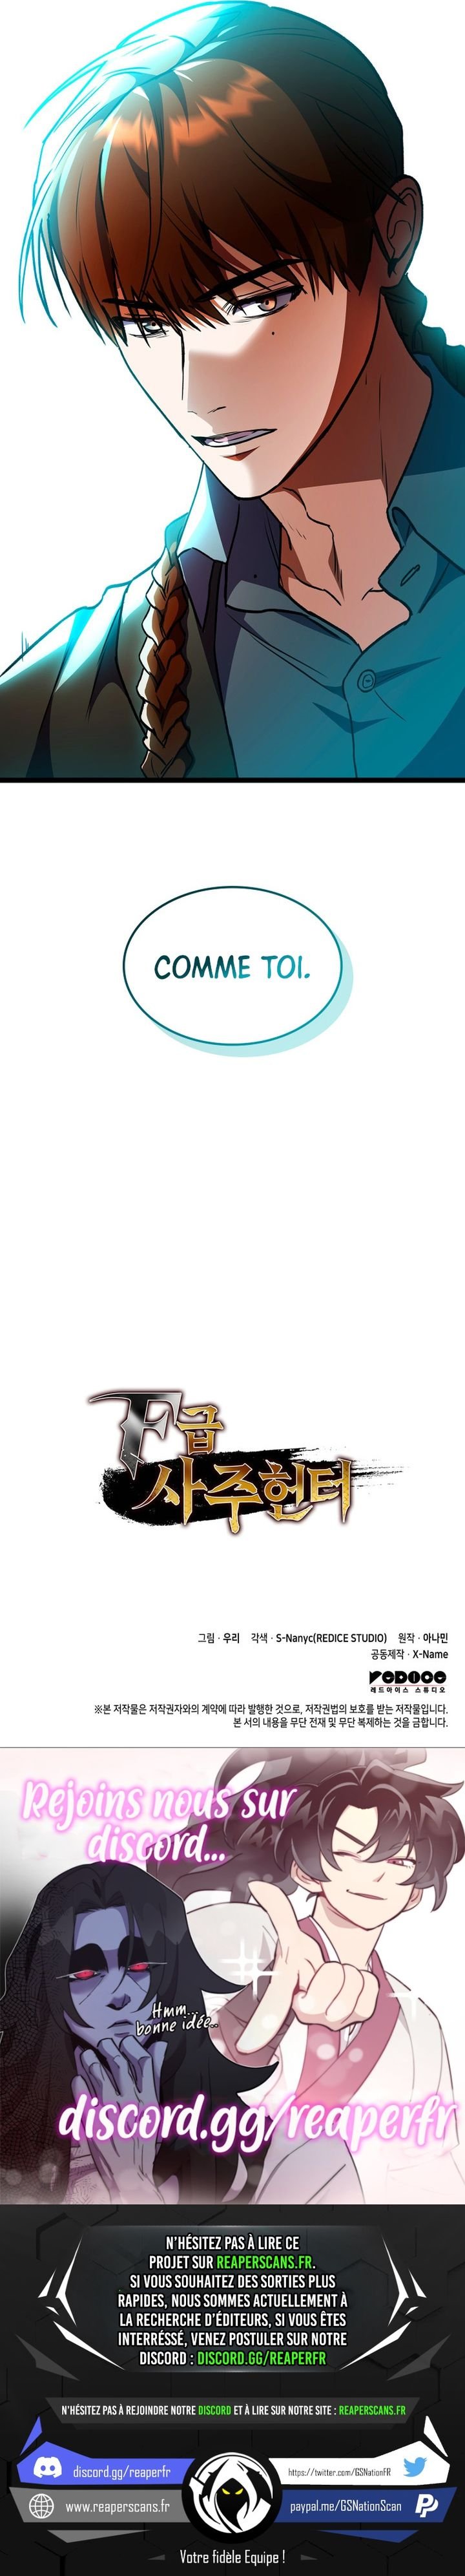 COMME TOI.
F급
사주헌터
그림 · 우리 각색 · S-Nanyc(REDICE STUDIO) 원작 · 아나민
공동제작 · X-Name
REDICE
레드아이스 스튜디오
※본 저작물은 저작권자와의 계약에 따라 발행한 것으로, 저작권법의 보호를 받는 저작물입니다.
본 서의 내용을 무단 전재 및 무단 복제하는 것을 금합니다.
Rejoins nous sur
discord...
Hmm...
bonne idée..
discord.gg/reaperfr
N'HÉSITEZ PAS À LIRE CE
PROJET SUR REAPERSCANS.FR.
SI VOUS SOUHAITEZ DES SORTIES PLUS
RAPIDES, NOUS SOMMES ACTUELLEMENT À
LA RECHERCHE D'ÉDITEURS, SI VOUS ÊTES
INTERRÉSSÉ, VENEZ POSTULER SUR NOTRE
DISCORD : DISCORD.GG/REAPERFR
N'HÉSITEZ PAS À REJOINDRE NOTRE DISCORD ET À LIRE SUR NOTRE SITE : REAPERSCANS.FR
discord.gg/reaperfr
https://twitter.com/GSNationFR
www.reaperscans.fr
paypal.me/GSNationScan
Votre fidèle Equipe !